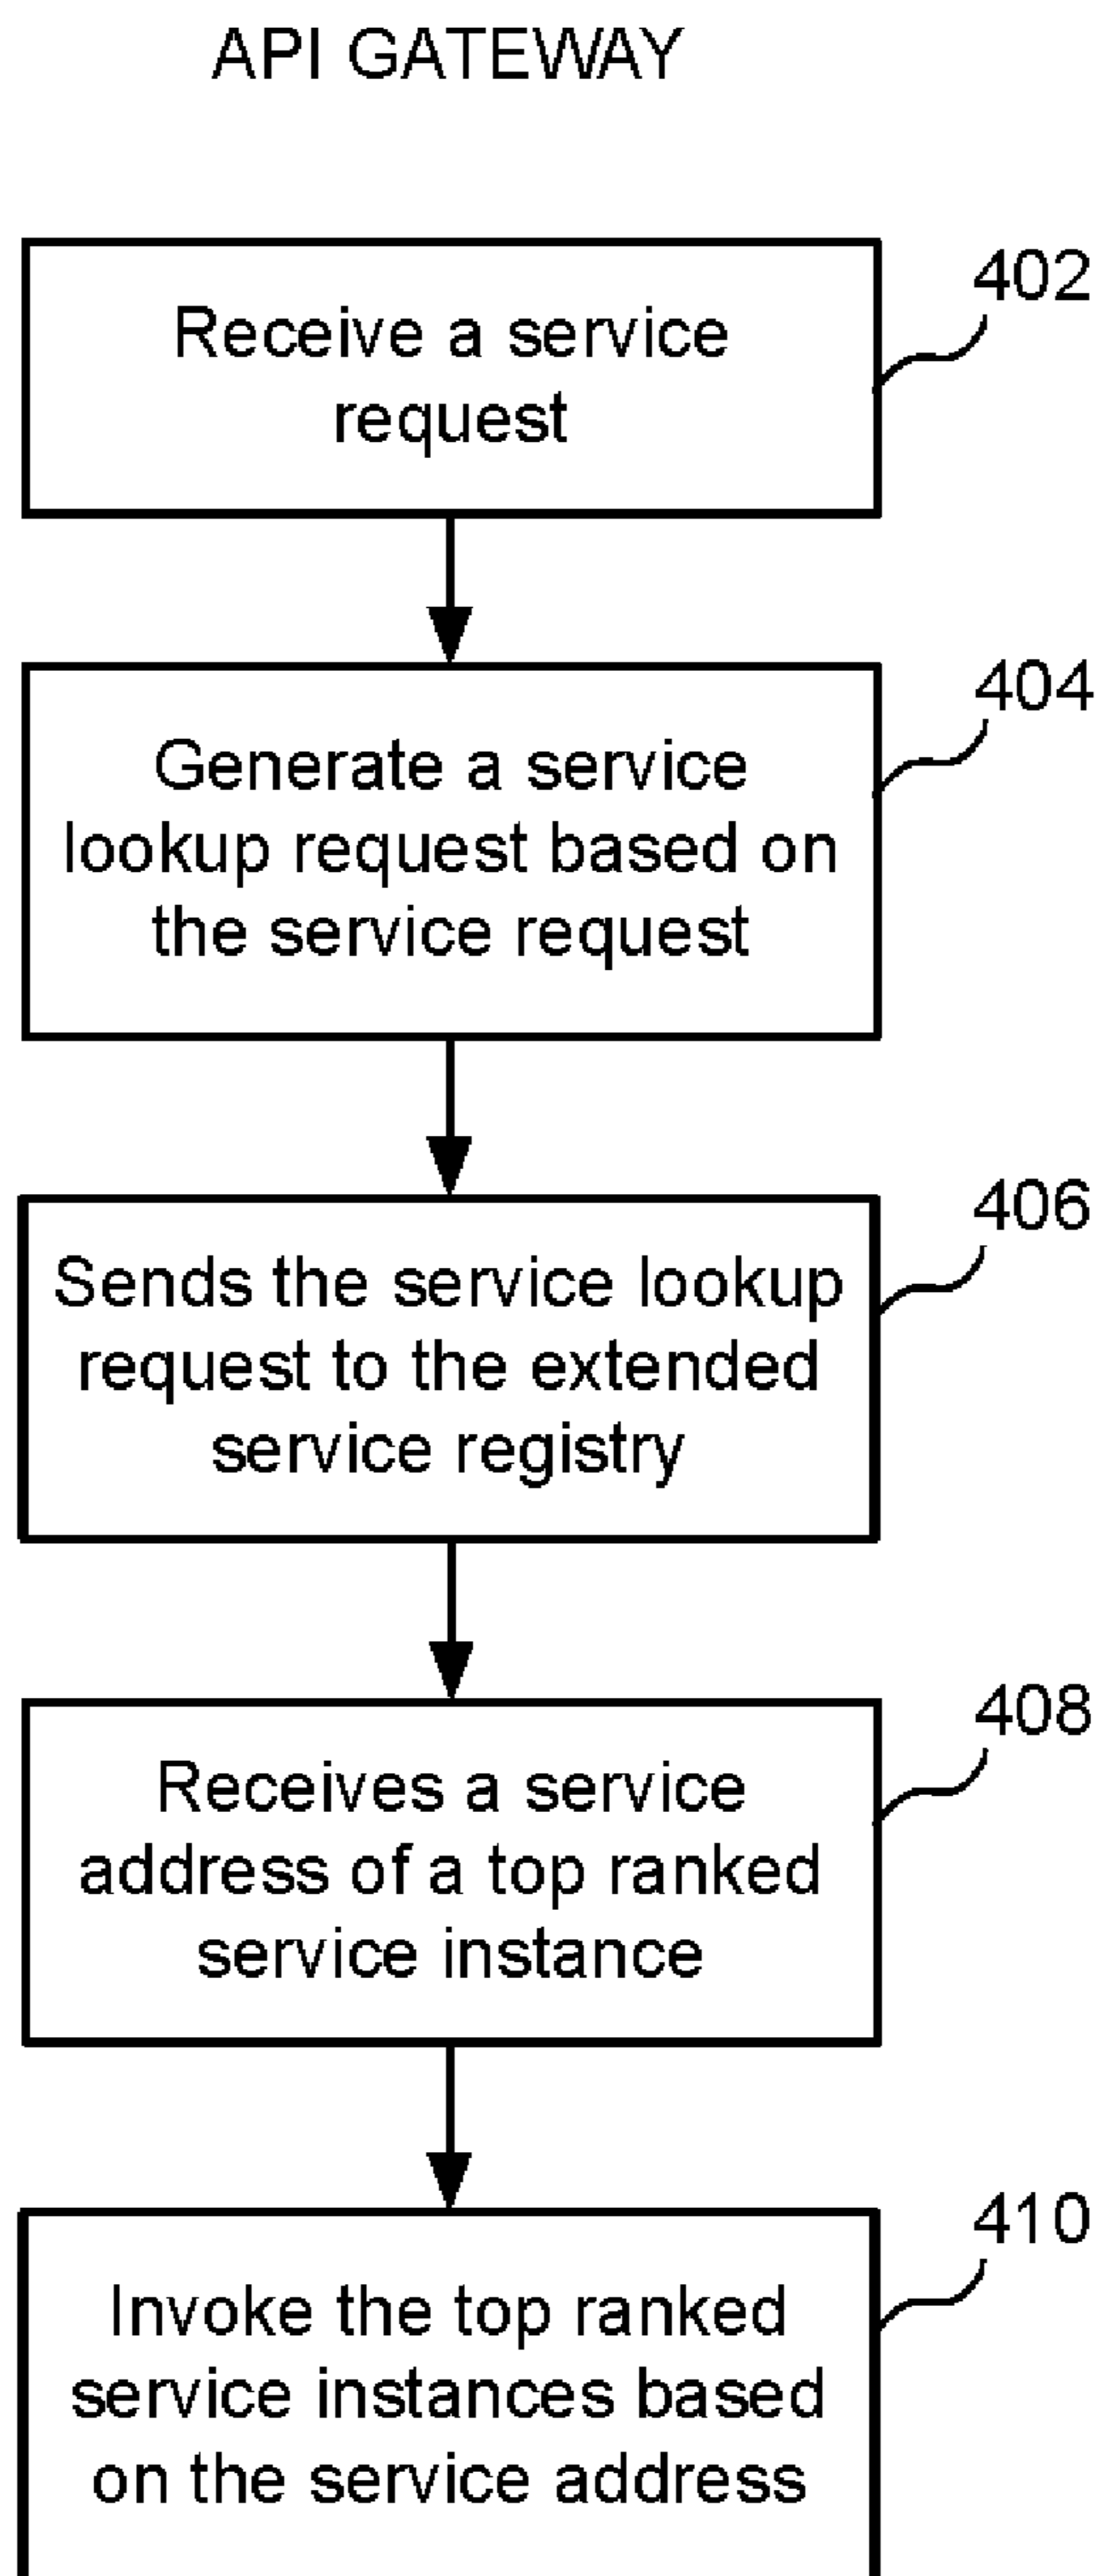 API GATEWAY
Receive a service
request
402
Generate a service
lookup request based on
the service request
404
Sends the service lookup
request to the extended
service registry
406
Receives a service
address of a top ranked
service instance
408
Invoke the top ranked
service instances based
on the service address
410